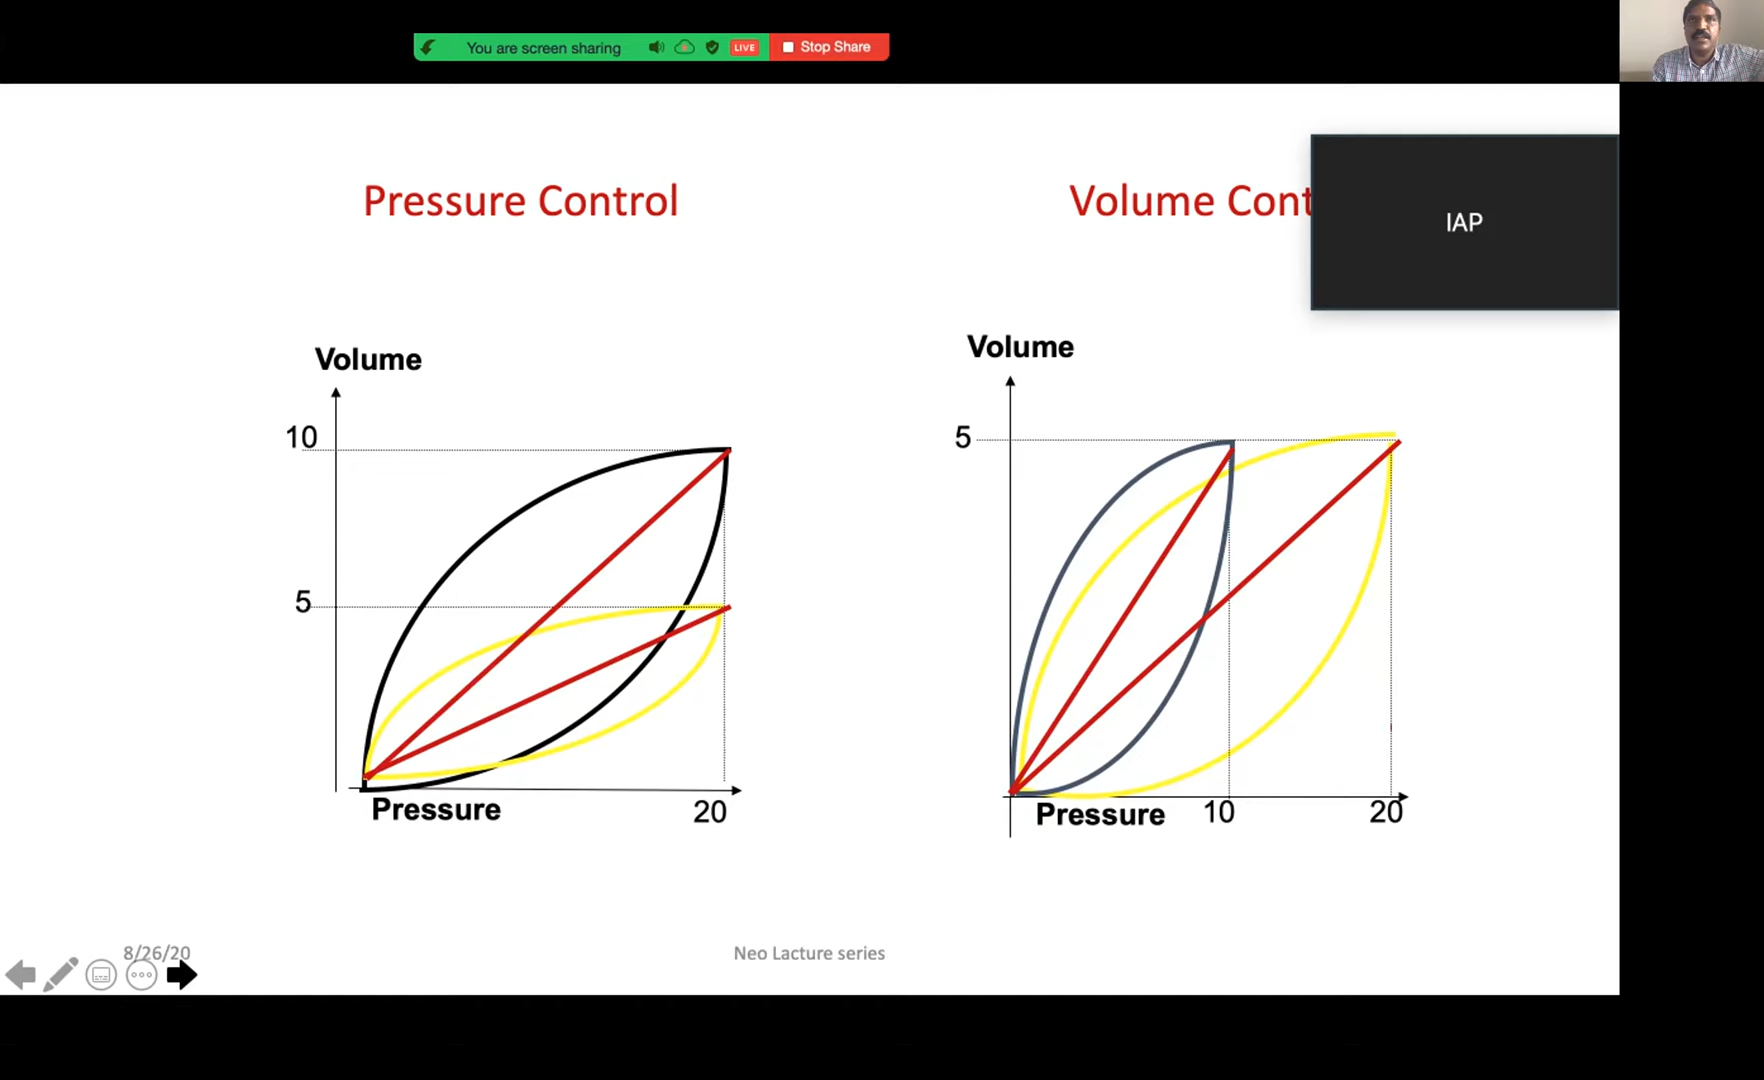 You are screen sharing
LIVE
Stop Share
Pressure Control
Volume Cont
IAP
Volume
10
5
Pressure
20
Volume
5
Pressure
10
20
8/26/20
Neo Lacture series